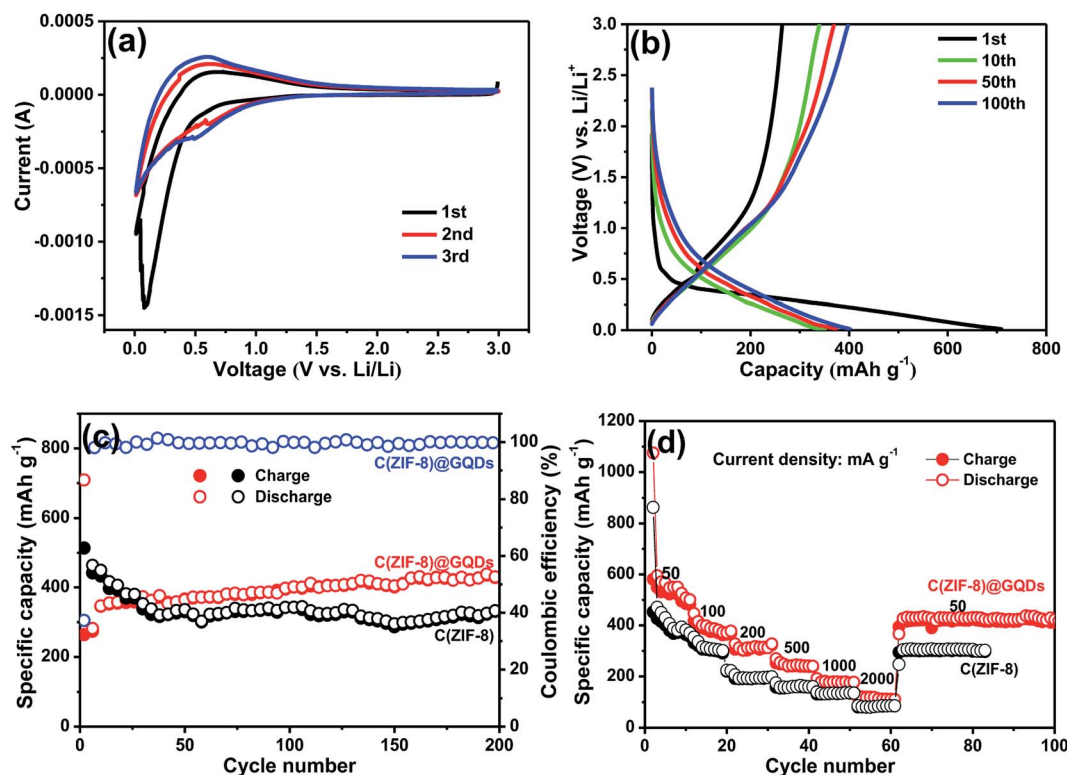 (a)
0.0005
0.0000
-0.0005
-0.0010
-0.0015
Current (A)
1st
2nd
3rd
0.0 0.5 1.0 1.5 2.0 2.5 3.0
Voltage (V vs. Li/Li)
(b)
3.0
2.5
2.0
1.5
1.0
0.5
0.0
Voltage (V) vs. Li/Li⁺
1st
10th
50th
100th
0 200 400 600 800
Capacity (mAh g⁻¹)
(c)
800
600
400
200
0
Specific capacity (mAh g⁻¹)
C(ZIF-8)@GQDs
Charge
Discharge
C(ZIF-8)@GQDs
C(ZIF-8)
100
80
60
40
20
0
Coulombic efficiency (%)
0 50 100 150 200
Cycle number
(d)
1200
1000
800
600
400
200
0
Specific capacity (mAh g⁻¹)
Current density: mA g⁻¹
Charge
Discharge
50
100
200
500
1000
2000
C(ZIF-8)@GQDs
50
C(ZIF-8)
0 20 40 60 80 100
Cycle number